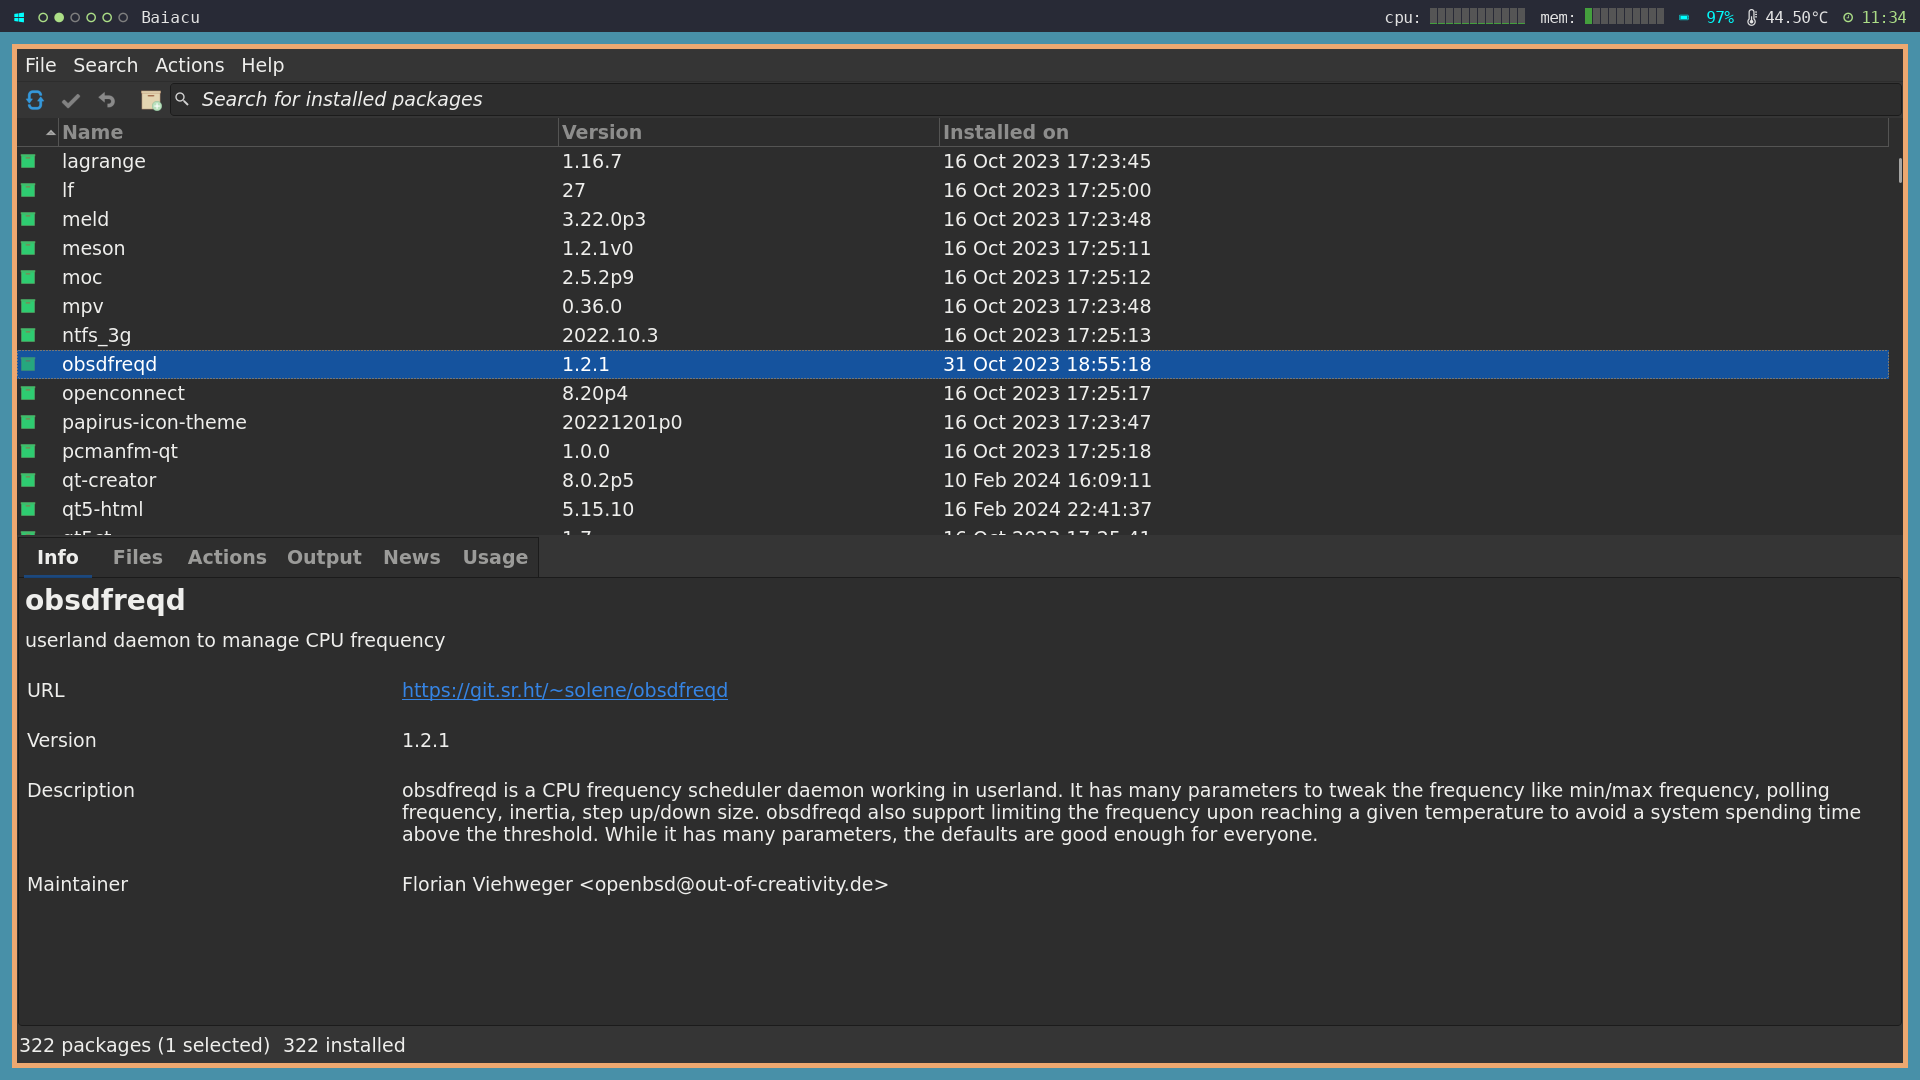 Baiacu
cpu:
mem:
97%
44.50°C
11:34
File Search Actions Help
Search for installed packages
Name Version Installed on
lagrange 1.16.7 16 Oct 2023 17:23:45
lf 27 16 Oct 2023 17:25:00
meld 3.22.0p3 16 Oct 2023 17:23:48
meson 1.2.1v0 16 Oct 2023 17:25:11
moc 2.5.2p9 16 Oct 2023 17:25:12
mpv 0.36.0 16 Oct 2023 17:23:48
ntfs_3g 2022.10.3 16 Oct 2023 17:25:13
obsdfreqd 1.2.1 31 Oct 2023 18:55:18
openconnect 8.20p4 16 Oct 2023 17:25:17
papirus-icon-theme 20221201p0 16 Oct 2023 17:23:47
pcmanfm-qt 1.0.0 16 Oct 2023 17:25:18
qt-creator 8.0.2p5 10 Feb 2024 16:09:11
qt5-html 5.15.10 16 Feb 2024 22:41:37
Info Files Actions Output News Usage
obsdfreqd
userland daemon to manage CPU frequency
URL https://git.sr.ht/~solene/obsdfreqd
Version 1.2.1
Description obsdfreqd is a CPU frequency scheduler daemon working in userland. It has many parameters to tweak the frequency like min/max frequency, polling
frequency, inertia, step up/down size. obsdfreqd also support limiting the frequency upon reaching a given temperature to avoid a system spending time
above the threshold. While it has many parameters, the defaults are good enough for everyone.
Maintainer Florian Viehweger <openbsd@out-of-creativity.de>
322 packages (1 selected) 322 installed